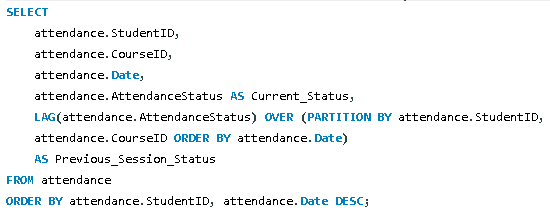 SELECT
attendance.StudentID,
attendance.CourseID,
attendance.Date,
attendance.AttendanceStatus AS Current_Status,
LAG(attendance.AttendanceStatus) OVER (PARTITION BY attendance.StudentID,
attendance.CourseID ORDER BY attendance.Date)
AS Previous_Session_Status
FROM attendance
ORDER BY attendance.StudentID, attendance.Date DESC;